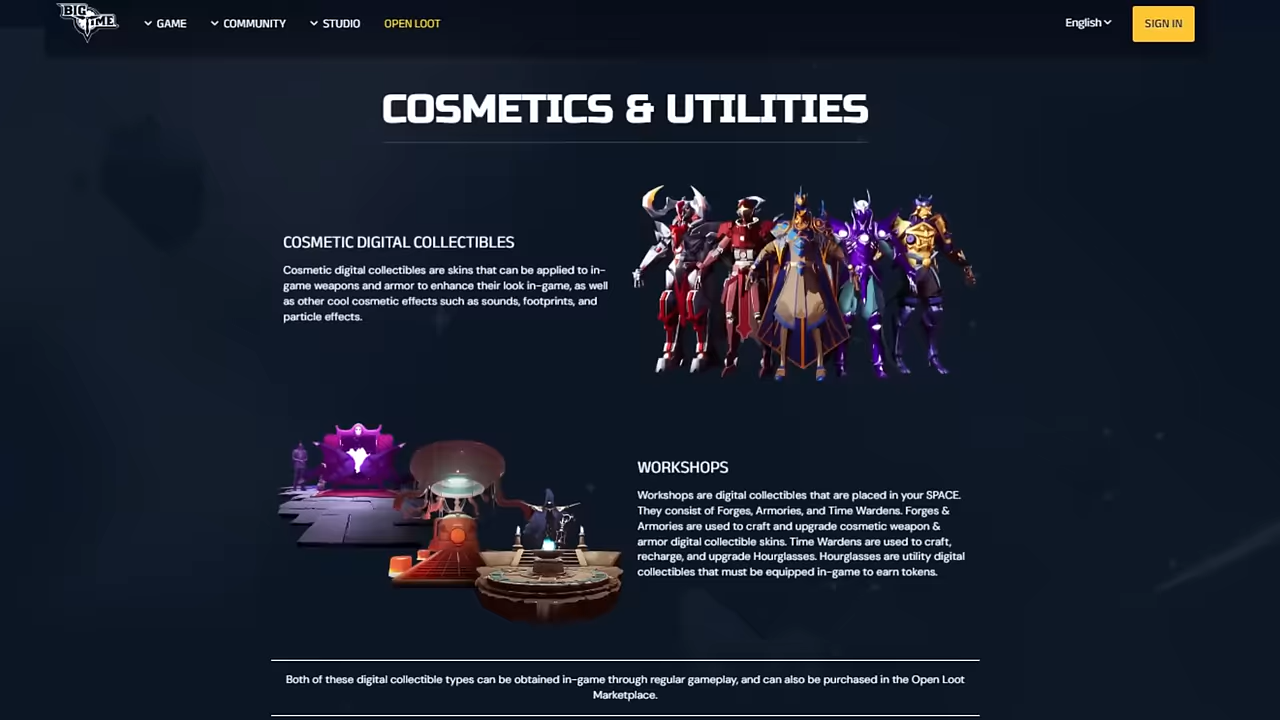 BIG TIME
GAME
COMMUNITY
STUDIO
OPEN LOOT
English
SIGN IN
COSMETICS & UTILITIES
COSMETIC DIGITAL COLLECTIBLES
Cosmetic digital collectibles are skins that can be applied to in-
game weapons and armor to enhance their look in-game, as well
as other cool cosmetic effects such as sounds, footprints, and
particle effects.
WORKSHOPS
Workshops are digital collectibles that are placed in your SPACE.
They consist of Forges, Armories, and Time Wardens. Forges &
Armories are used to craft and upgrade cosmetic weapon &
armor digital collectible skins. Time Wardens are used to craft,
recharge, and upgrade Hourglasses. Hourglasses are utility digital
collectibles that must be equipped in-game to earn tokens.
Both of these digital collectible types can be obtained in-game through regular gameplay, and can also be purchased in the Open Loot
Marketplace.